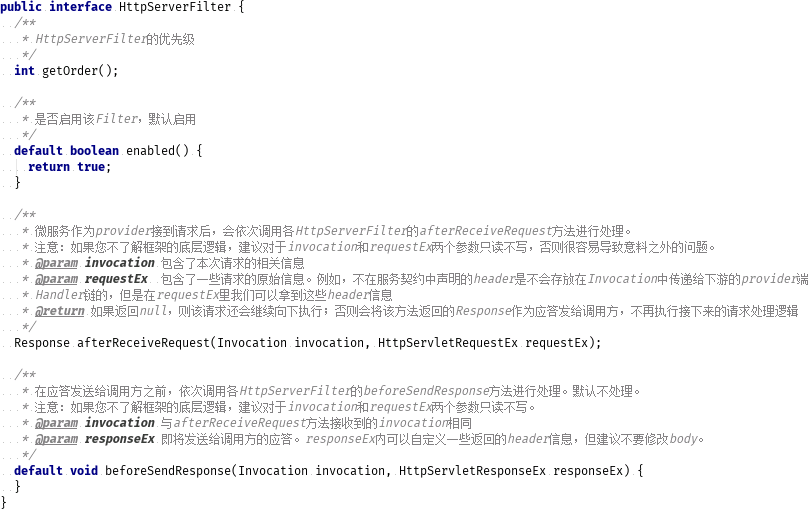 public interface HttpServerFilter {
  /**
   * HttpServerFilter的优先级
   */
  int getOrder();

  /**
   * 是否启用该Filter，默认启用
   */
  default boolean enabled() {
    return true;
  }

  /**
   * 微服务作为provider接到请求后，会依次调用各HttpServerFilter的afterReceiveRequest方法进行处理。
   * 注意：如果您不了解框架的底层逻辑，建议对于invocation和requestEx两个参数只读不写，否则很容易导致意料之外的问题。
   * @param invocation 包含了本次请求的相关信息
   * @param requestEx 包含了一些请求的原始信息。例如，不在服务契约中声明的header是不会存放在Invocation中传递给下游的provider端
   * Handler链的，但是在requestEx里我们可以拿到这些header信息
   * @return 如果返回null，则该请求还会继续向下执行；否则会将该方法返回的Response作为应答发给调用方，不再执行接下来的请求处理逻辑
   */
  Response afterReceiveRequest(Invocation invocation, HttpServletRequestEx requestEx);

  /**
   * 在应答发送给调用方之前，依次调用各HttpServerFilter的beforeSendResponse方法进行处理。默认不处理。
   * 注意：如果您不了解框架的底层逻辑，建议对于invocation和requestEx两个参数只读不写。
   * @param invocation 与afterReceiveRequest方法接收到的invocation相同
   * @param responseEx 即将发送给调用方的应答。responseEx内可以自定义一些返回的header信息，但建议不要修改body。
   */
  default void beforeSendResponse(Invocation invocation, HttpServletResponseEx responseEx) {
  }
}